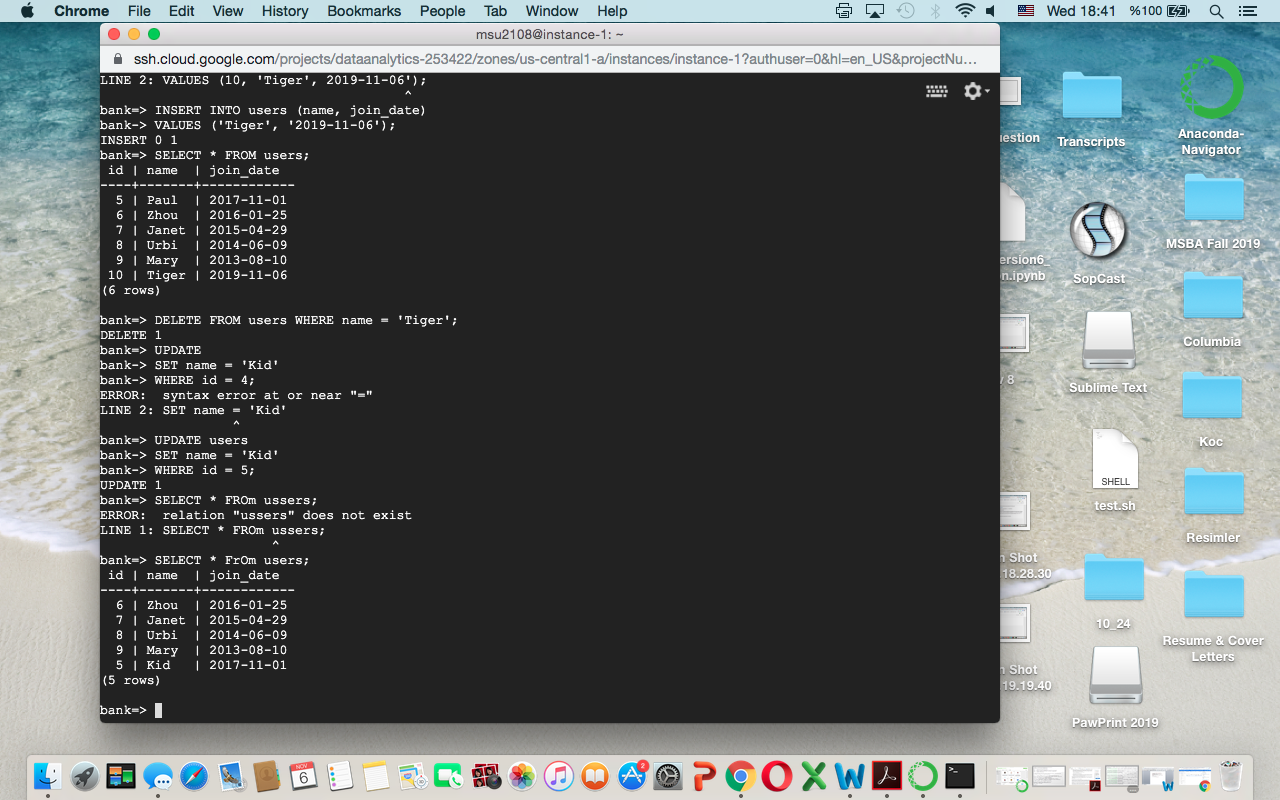 Chrome File Edit View History Bookmarks People Tab Window Help Wed 18:41 %100
msu2108@instance-1: ~
ssh.cloud.google.com/projects/dataanalytics-253422/zones/us-central1-a/instances/instance-1?authuser=0&hl=en_US&projectNu...
LINE 2: VALUES (10, 'Tiger', 2019-11-06');
^
bank=> INSERT INTO users (name, join_date)
bank-> VALUES ('Tiger', '2019-11-06');
INSERT 0 1
bank=> SELECT * FROM users;
id | name | join_date
----+-------+------------
5 | Paul | 2017-11-01
6 | Zhou | 2016-01-25
7 | Janet | 2015-04-29
8 | Urbi | 2014-06-09
9 | Mary | 2013-08-10
10 | Tiger | 2019-11-06
(6 rows)
bank=> DELETE FROM users WHERE name = 'Tiger';
DELETE 1
bank=> UPDATE
bank-> SET name = 'Kid'
bank-> WHERE id = 4;
ERROR:  syntax error at or near "="
LINE 2: SET name = 'Kid'
^
bank=> UPDATE users
bank-> SET name = 'Kid'
bank-> WHERE id = 5;
UPDATE 1
bank=> SELECT * FROm ussers;
ERROR:  relation "ussers" does not exist
LINE 1: SELECT * FROm ussers;
^
bank=> SELECT * FrOm users;
id | name | join_date
----+-------+------------
6 | Zhou | 2016-01-25
7 | Janet | 2015-04-29
8 | Urbi | 2014-06-09
9 | Mary | 2013-08-10
5 | Kid | 2017-11-01
(5 rows)
bank=>
estion
Transcripts
Anaconda-
Navigator
ersion6_
n.ipynb
SopCast
MSBA Fall 2019
v 8
Sublime Text
Columbia
SHELL
test.sh
Koc
n Shot
18.28.30
10_24
Resimler
n Shot
19.19.40
PawPrint 2019
Resume & Cover
Letters
NOV
6
2